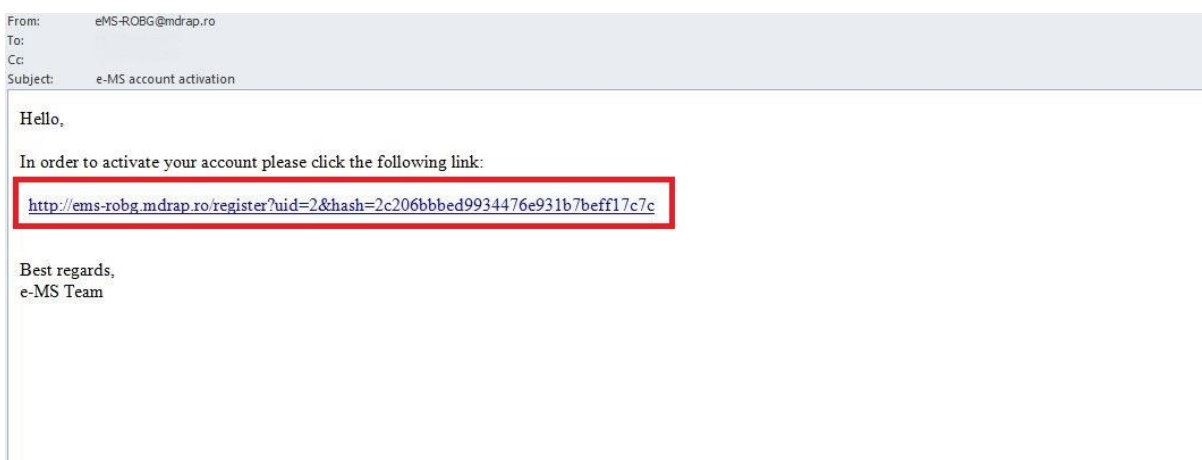 From: eMS-ROBG@mdrap.ro
To:
Cc:
Subject: e-MS account activation
Hello,
In order to activate your account please click the following link:
http://ems-robg.mdrap.ro/register?uid=2&hash=2c206bbbed9934476e931b7beff17c7c
Best regards,
e-MS Team